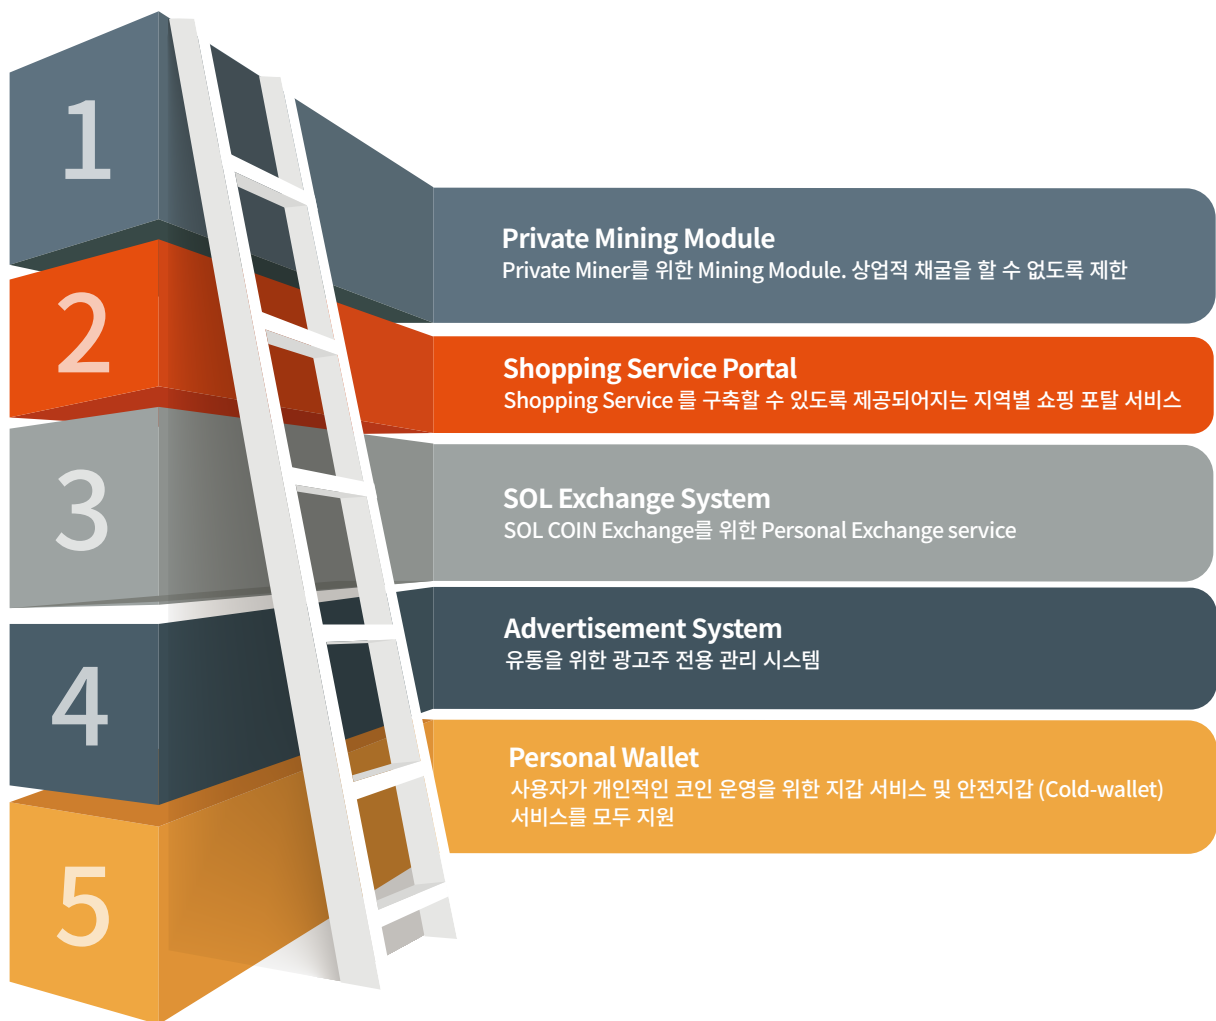 1
Private Mining Module
Private Miner를 위한 Mining Module. 상업적 채굴을 할 수 없도록 제한
2
Shopping Service Portal
Shopping Service 를 구축할 수 있도록 제공되어지는 지역별 쇼핑 포탈 서비스
3
SOL Exchange System
SOL COIN Exchange를 위한 Personal Exchange service
4
Advertisement System
유통을 위한 광고주 전용 관리 시스템
5
Personal Wallet
사용자가 개인적인 코인 운영을 위한 지갑 서비스 및 안전지갑 (Cold-wallet)
서비스를 모두 지원